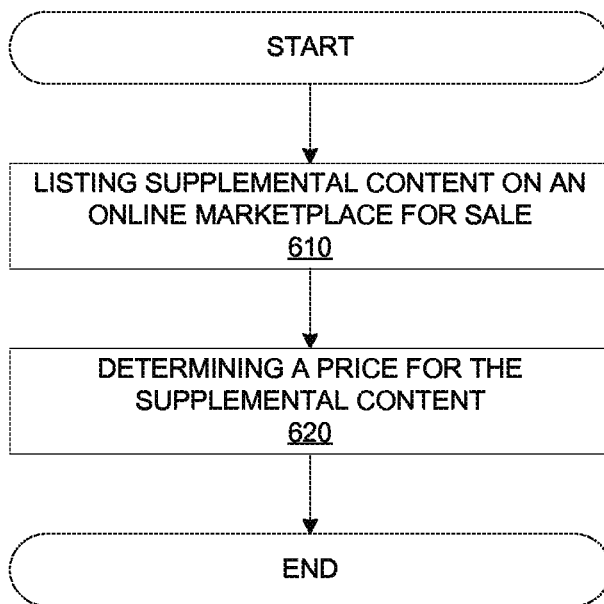 START
LISTING SUPPLEMENTAL CONTENT ON AN
ONLINE MARKETPLACE FOR SALE
610
DETERMINING A PRICE FOR THE
SUPPLEMENTAL CONTENT
620
END